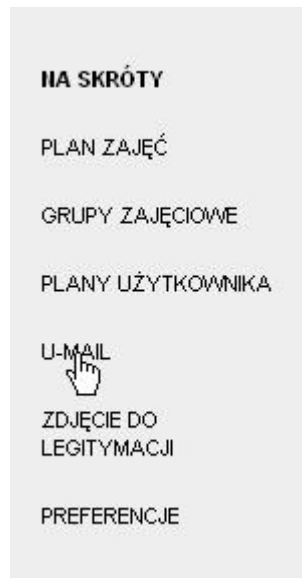 NA SKRÓTY
PLAN ZAJĘĆ
GRUPY ZAJĘCIOWE
PLANY UŻYTKOWNIKA
U-MAIL
ZDJĘCIE DO
LEGITYMACJI
PREFERENCJE